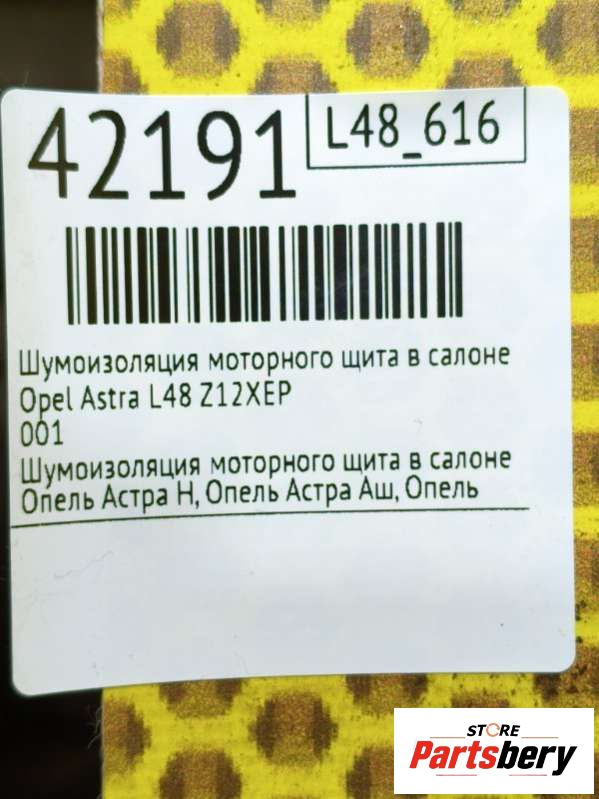 42191
L48_616
Шумоизоляция моторного щита в салоне
Opel Astra L48 Z12XEP
001
Шумоизоляция моторного щита в салоне
Опель Астра Н, Опель Астра Аш, Опель
STORE
Partsbery